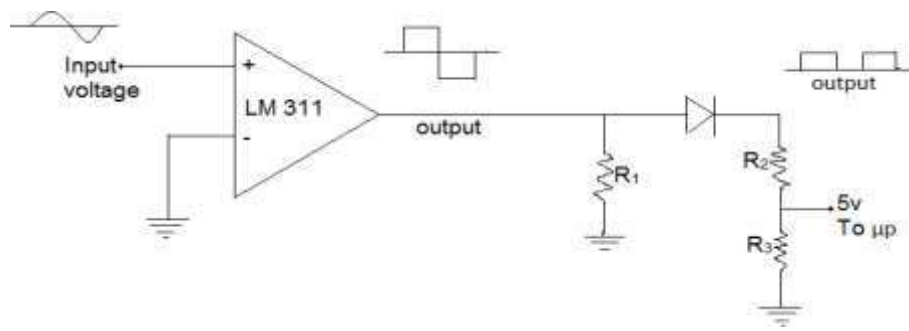 Input
voltage
+
-
LM 311
output
R1
output
R2
5v
To µp
R3